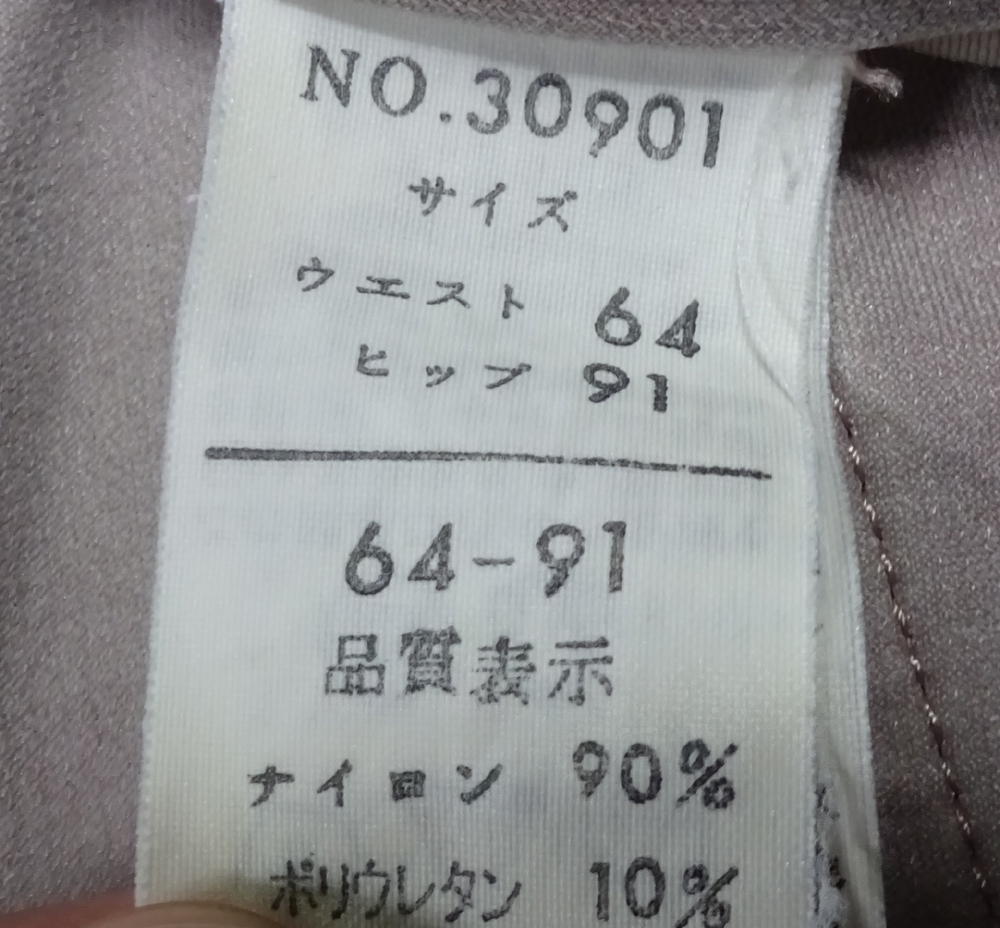 NO.30901
サイズ
ウエスト 64
ヒップ 91
64-91
品質表示
ナイロン 90%
ポリウレタン 10%